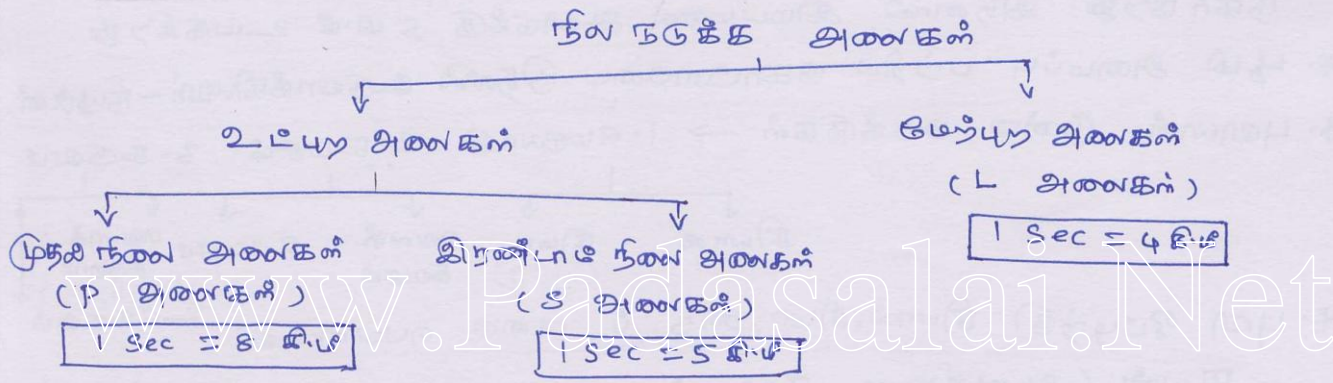 நில நடுக்க அலைகள்
உட்புற அலைகள்
மேற்புற அலைகள்
( L அலைகள் )
1 Sec = 4 கி.மீ
முதல் நிலை அலைகள்
( P அலைகள் )
1 Sec = 8 கி.மீ
இரண்டாம் நிலை அலைகள்
( S அலைகள் )
1 Sec = 5 கி.மீ
www.Padasalai.Net